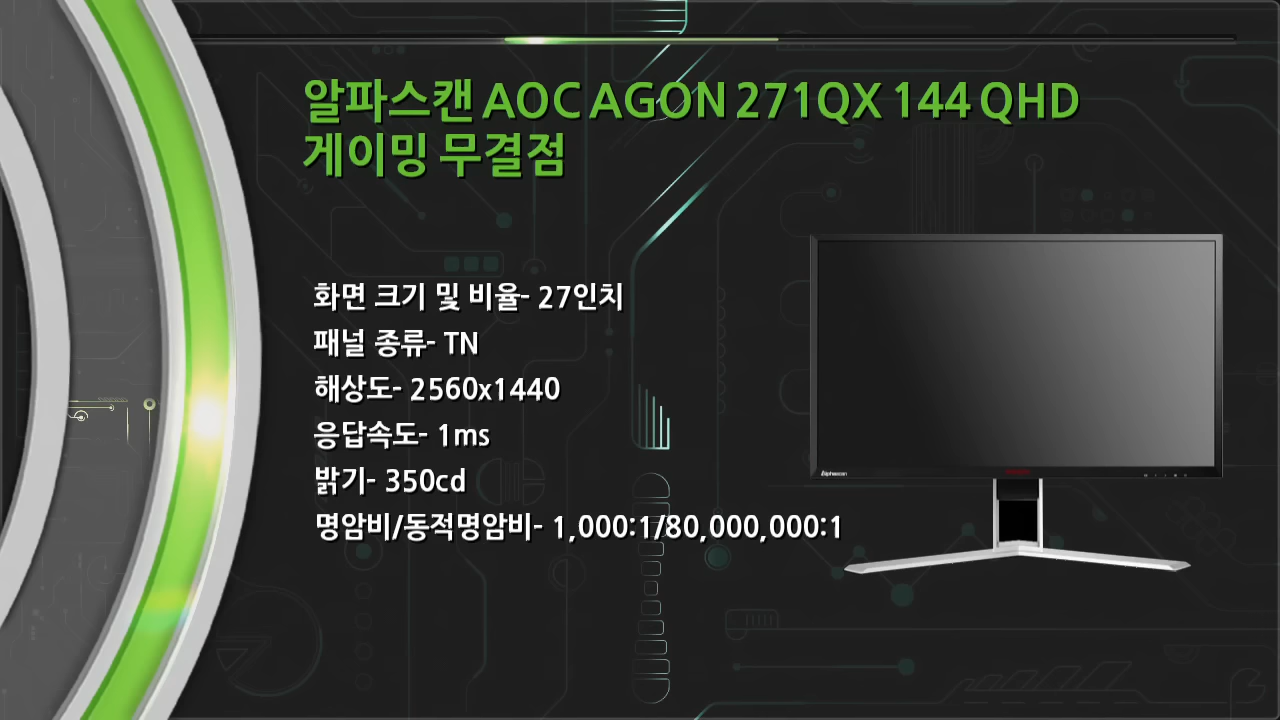 알파스캔 AOC AGON 271QX 144 QHD
게이밍 무결점
화면 크기 및 비율- 27인치
패널 종류- TN
해상도- 2560x1440
응답속도- 1ms
밝기- 350cd
명암비/동적명암비- 1,000:1/80,000,000:1
alphascan